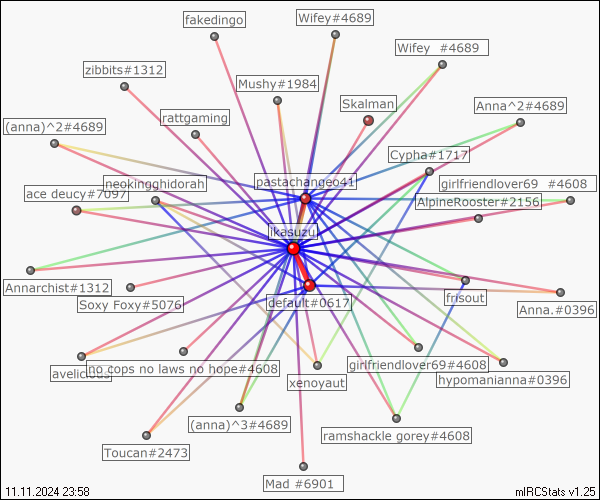 fakedingo
Wifey#4689
Wifey  #4689
zibbits#1312
Mushy#1984
Skalman
Anna^2#4689
rattgaming
(anna)^2#4689
Cypha#1717
pastachange641
girlfriendlover69  #4608
neokinghidorah
ace deucy#7097
AlpineRooster#2156
ikasuzu
Annarchist#1312
Soxy Foxy#5076
default#0617
frisout
Anna.#0396
avelicious
no cops no laws no hope#4608
girlfriendlover69#4608
xenoyaut
hypomanianna#0396
(anna)^3#4689
ramshackle gorey#4608
Toucan#2473
Mad  #6901
11.11.2024 23:58
mIRCStats v1.25